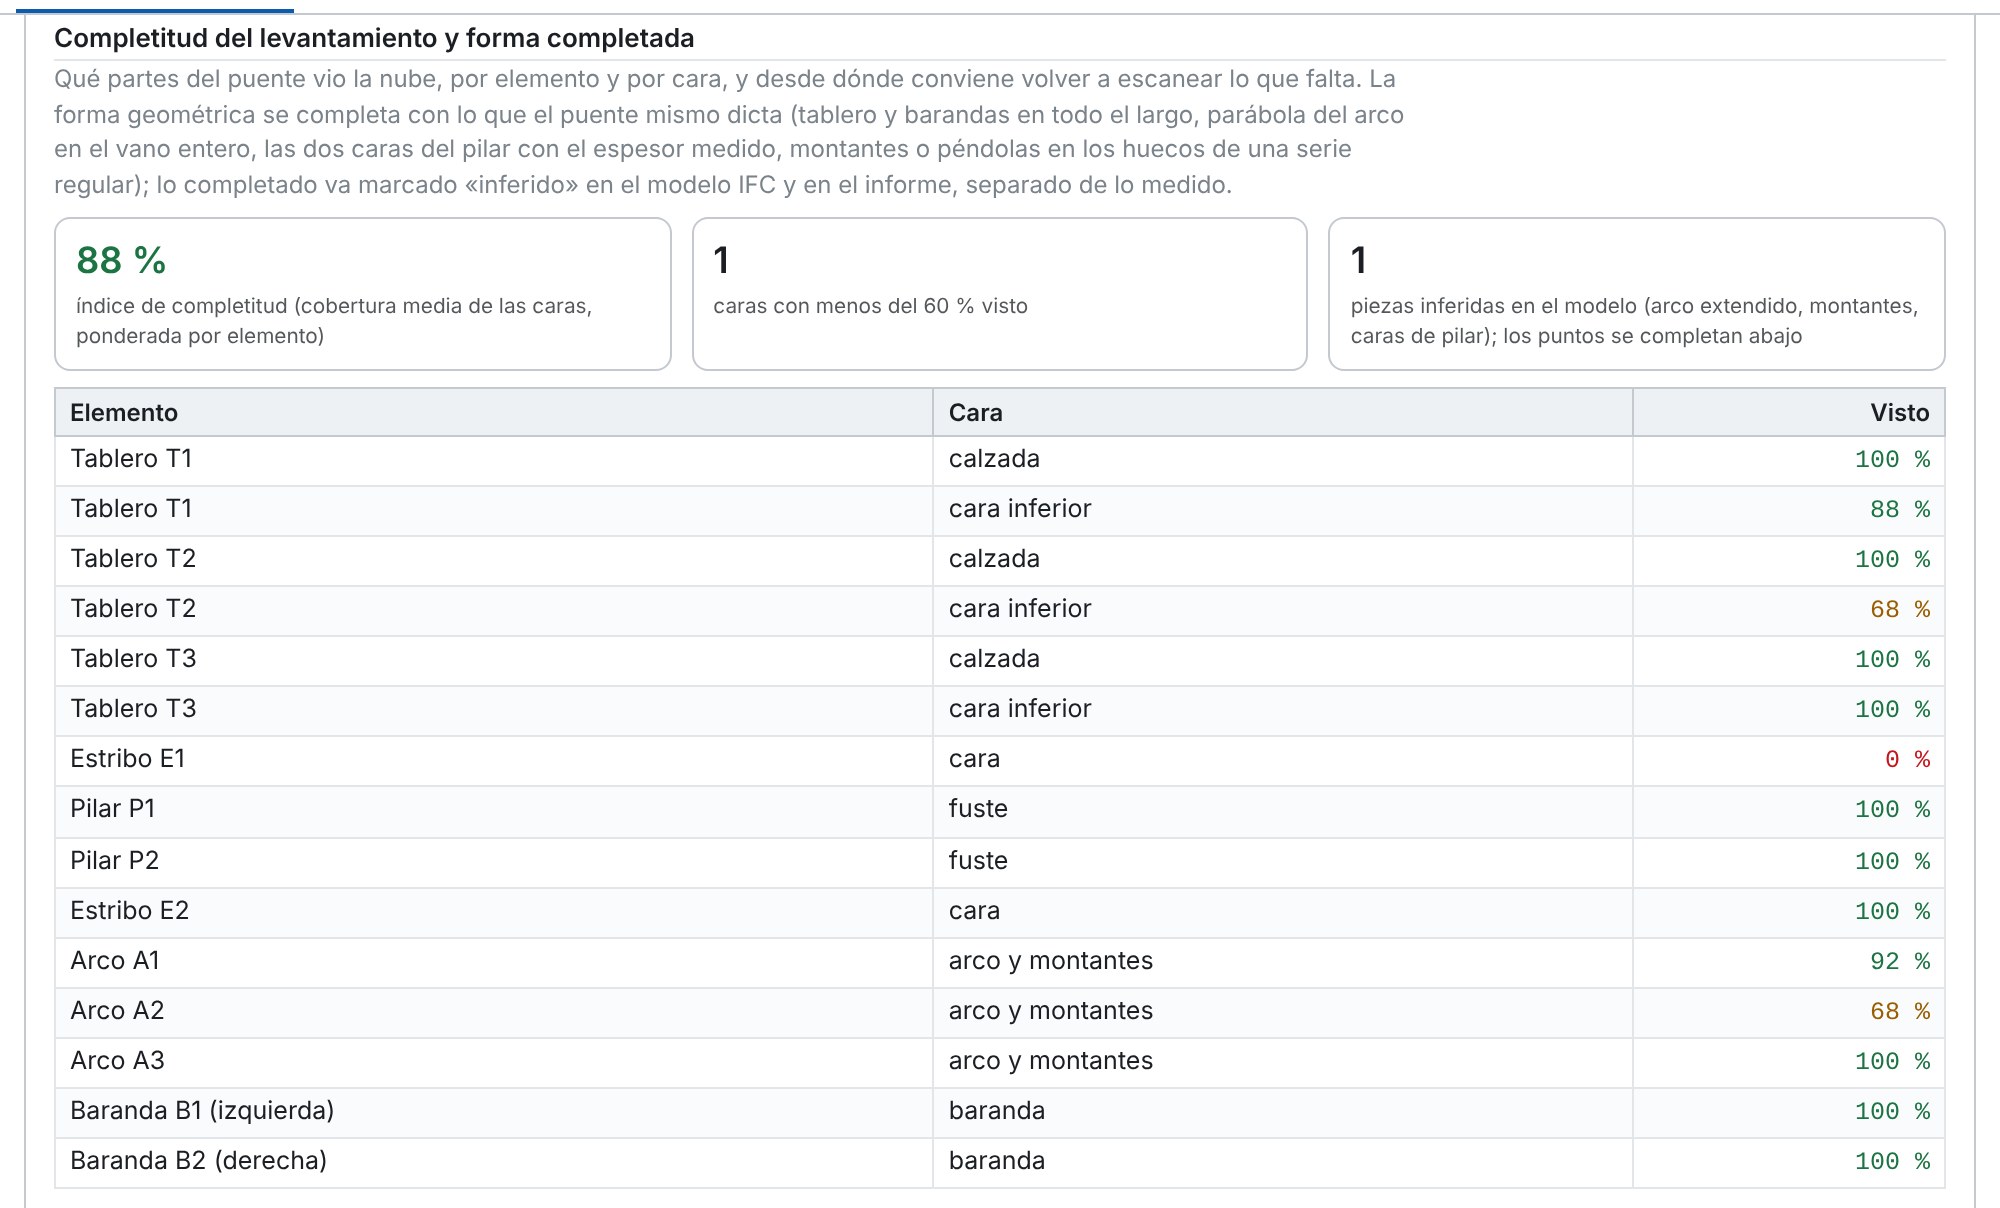 Completitud del levantamiento y forma completada
Qué partes del puente vio la nube, por elemento y por cara, y desde dónde conviene volver a escanear lo que falta. La
forma geométrica se completa con lo que el puente mismo dicta (tablero y barandas en todo el largo, parábola del arco
en el vano entero, las dos caras del pilar con el espesor medido, montantes o péndolas en los huecos de una serie
regular); lo completado va marcado «inferido» en el modelo IFC y en el informe, separado de lo medido.
88 %
índice de completitud (cobertura media de las caras,
ponderada por elemento)
1
caras con menos del 60 % visto
1
piezas inferidas en el modelo (arco extendido, montantes,
caras de pilar); los puntos se completan abajo
Elemento Cara Visto
Tablero T1 calzada 100 %
Tablero T1 cara inferior 88 %
Tablero T2 calzada 100 %
Tablero T2 cara inferior 68 %
Tablero T3 calzada 100 %
Tablero T3 cara inferior 100 %
Estribo E1 cara 0 %
Pilar P1 fuste 100 %
Pilar P2 fuste 100 %
Estribo E2 cara 100 %
Arco A1 arco y montantes 92 %
Arco A2 arco y montantes 68 %
Arco A3 arco y montantes 100 %
Baranda B1 (izquierda) baranda 100 %
Baranda B2 (derecha) baranda 100 %